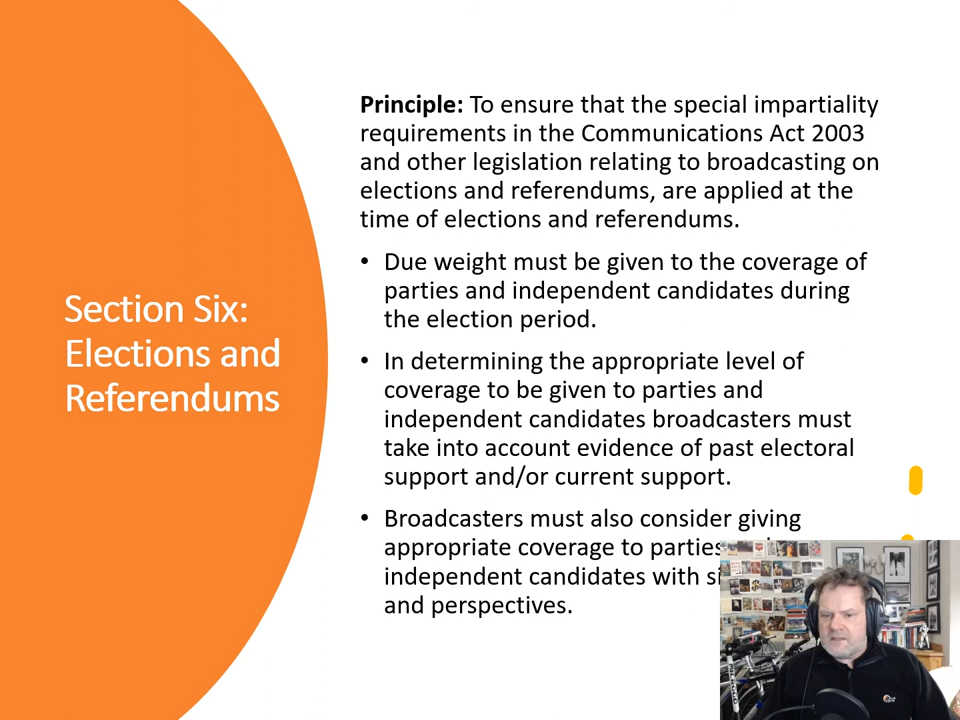 Section Six:
Elections and
Referendums
Principle: To ensure that the special impartiality
requirements in the Communications Act 2003
and other legislation relating to broadcasting on
elections and referendums, are applied at the
time of elections and referendums.
• Due weight must be given to the coverage of
parties and independent candidates during
the election period.
• In determining the appropriate level of
coverage to be given to parties and
independent candidates broadcasters must
take into account evidence of past electoral
support and/or current support.
• Broadcasters must also consider giving
appropriate coverage to parties
independent candidates with
and perspectives.